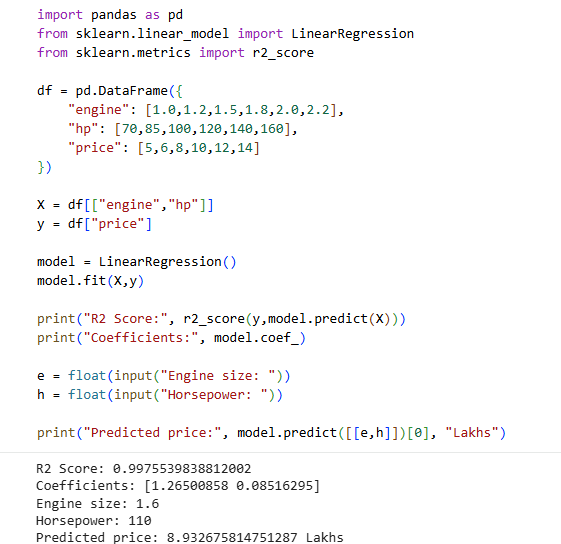 import pandas as pd
from sklearn.linear_model import LinearRegression
from sklearn.metrics import r2_score

df = pd.DataFrame({
    "engine": [1.0,1.2,1.5,1.8,2.0,2.2],
    "hp": [70,85,100,120,140,160],
    "price": [5,6,8,10,12,14]
})

X = df[["engine","hp"]]
y = df["price"]

model = LinearRegression()
model.fit(X,y)

print("R2 Score:", r2_score(y,model.predict(X)))
print("Coefficients:", model.coef_)

e = float(input("Engine size: "))
h = float(input("Horsepower: "))

print("Predicted price:", model.predict([[e,h]])[0], "Lakhs")

R2 Score: 0.9975539838812002
Coefficients: [1.26500858 0.08516295]
Engine size: 1.6
Horsepower: 110
Predicted price: 8.932675814751287 Lakhs